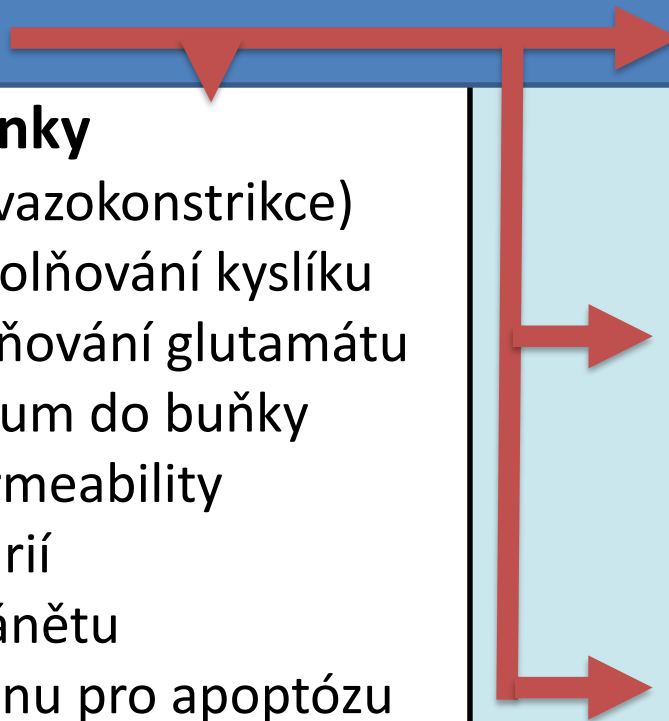 nky
vazokonstrikce)
olňování kyslíku
ňování glutamátu
um do buňky
rmeability
rií
ánětu
nu pro apoptózu